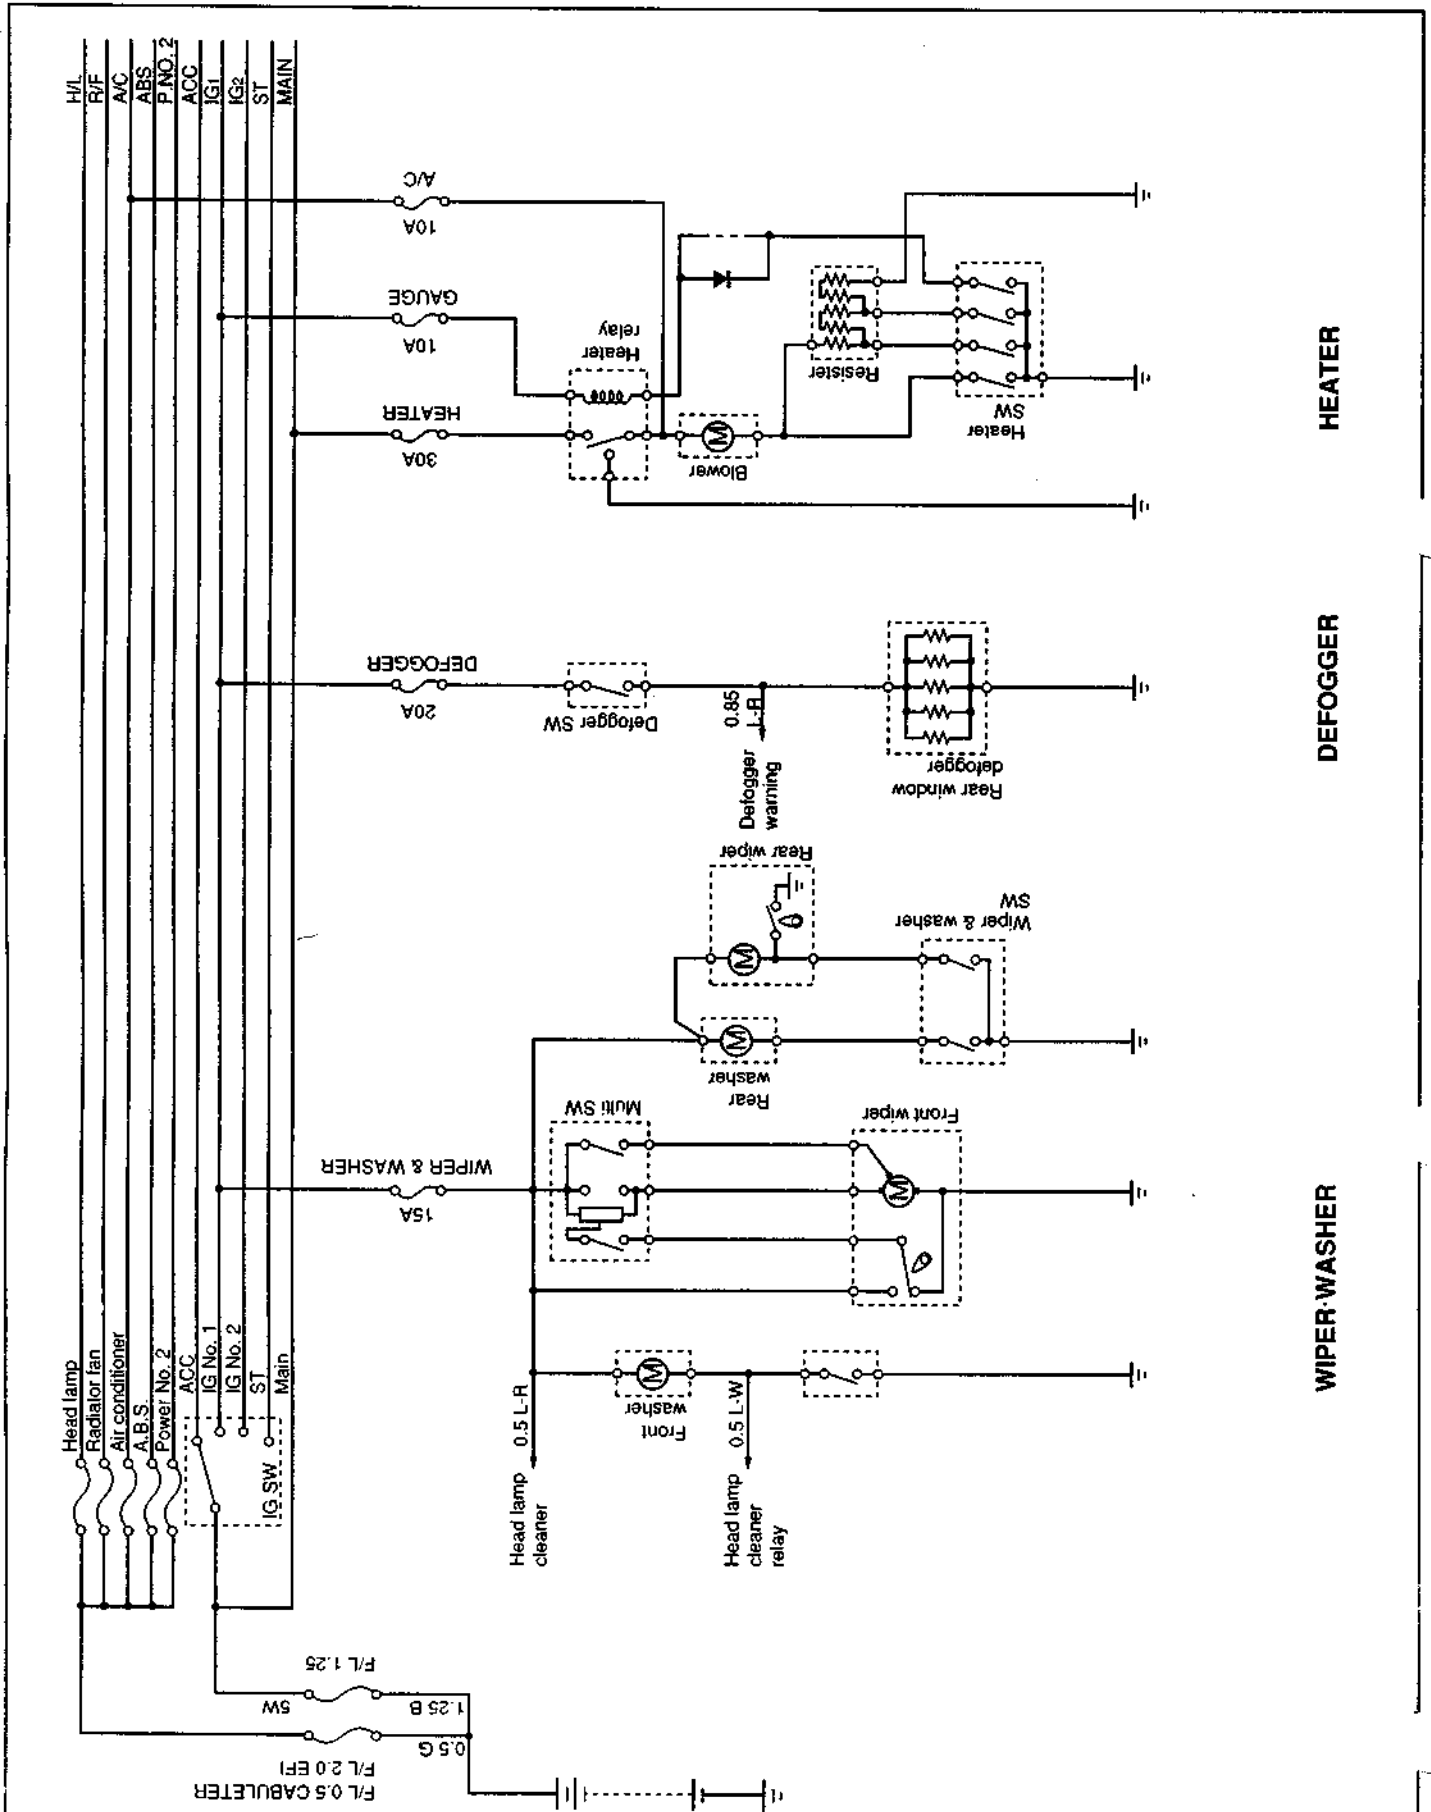 H/L
R/F
A/C
ABS
P.NO. 2
ACC
IG1
IG2
ST
MAIN
A/C
10A
GAUGE
10A
HEATER
30A
Heater
relay
Blower
Resister
Heater
SW
HEATER
DEFOGGER
20A
Defogger SW
0.85
L-R
Defogger
warning
Rear window
defogger
DEFOGGER
Rear wiper
Wiper & washer
SW
Rear
washer
Multi SW
Front wiper
WIPER & WASHER
15A
Front
washer
0.5 L-R
Head lamp
cleaner
0.5 L-W
Head lamp
cleaner
relay
WIPER·WASHER
Head lamp
Radialor fan
Air conditioner
A.B.S.
Power No. 2
ACC
IG No. 1
IG No. 2
ST
Main
IG SW
F/L 1.25
5W
1.25 B
0.5 G
F/L 2.0 EFI
F/L 0.5 CABULETER
M
M
M
M
M